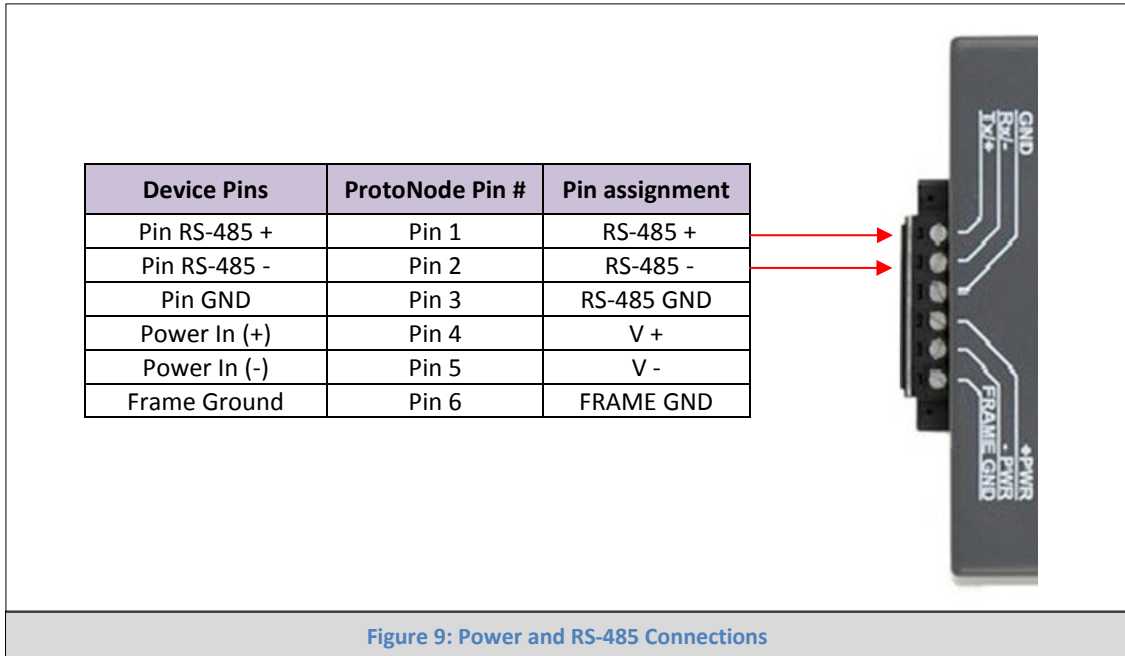 Device Pins ProtoNode Pin # Pin assignment
Pin RS-485 + Pin 1 RS-485 +
Pin RS-485 - Pin 2 RS-485 -
Pin GND Pin 3 RS-485 GND
Power In (+) Pin 4 V +
Power In (-) Pin 5 V -
Frame Ground Pin 6 FRAME GND
Tx/+
Rx/-
GND
+PWR
- PWR
FRAME GND
Figure 9: Power and RS-485 Connections